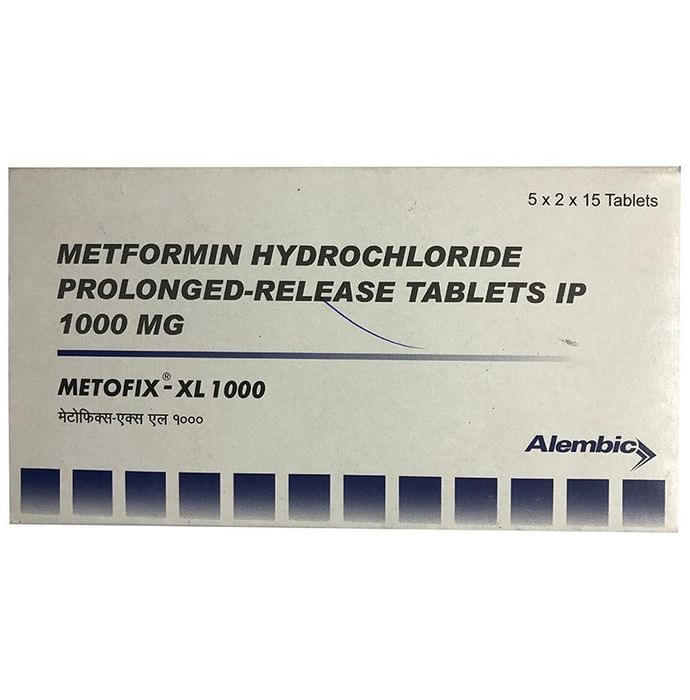 5 x 2 x 15 Tablets
METFORMIN HYDROCHLORIDE
PROLONGED-RELEASE TABLETS IP
1000 MG
METOFIX®-XL 1000
मेटोफिक्स-एक्स एल १०००
Alembic